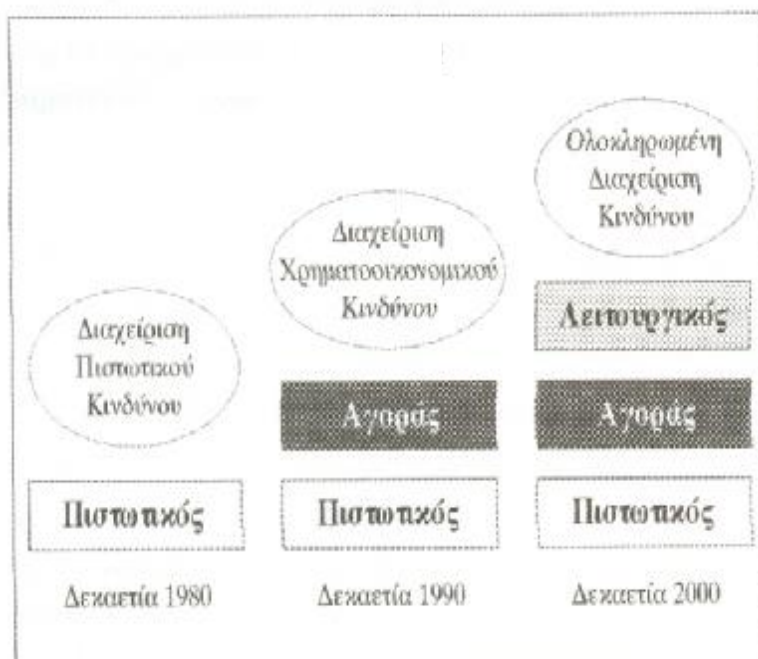 Διαχείριση
Πιστωτικού
Κινδύνου
Πιστωτικός
Δεκαετία 1980
Διαχείριση
Χρηματοοικονομικού
Κινδύνου
Αγοράς
Πιστωτικός
Δεκαετία 1990
Ολοκληρωμένη
Διαχείριση
Κινδύνου
Λειτουργικός
Αγοράς
Πιστωτικός
Δεκαετία 2000